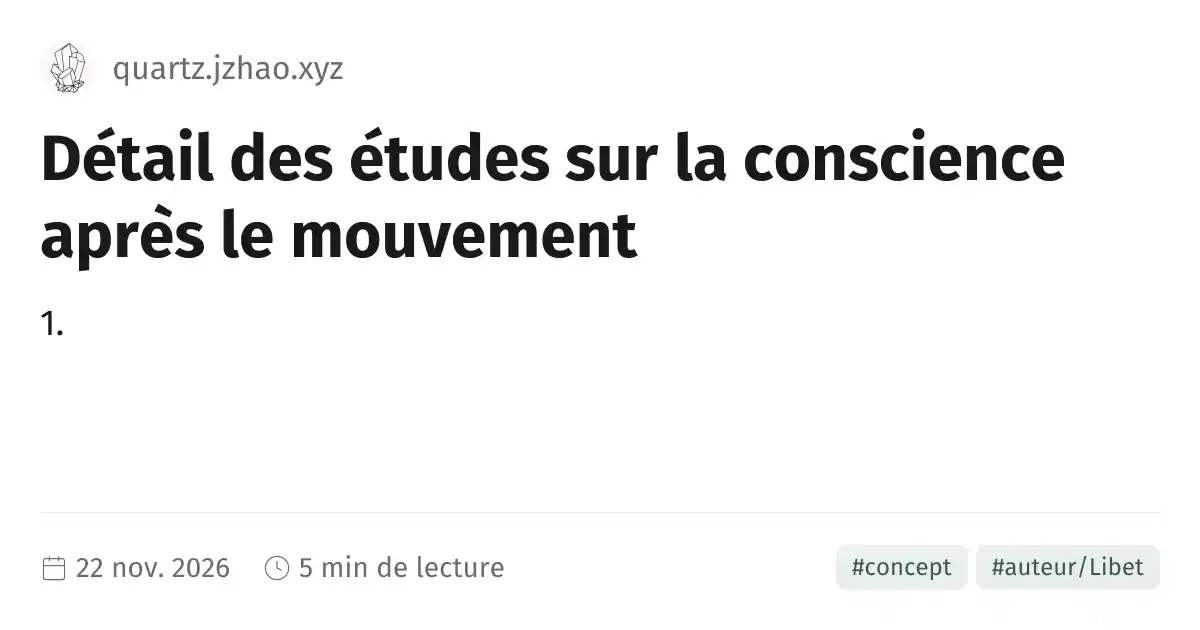 quartz.jzhao.xyz
Détail des études sur la conscience
après le mouvement
1.
22 nov. 2026 5 min de lecture #concept #auteur/Libet